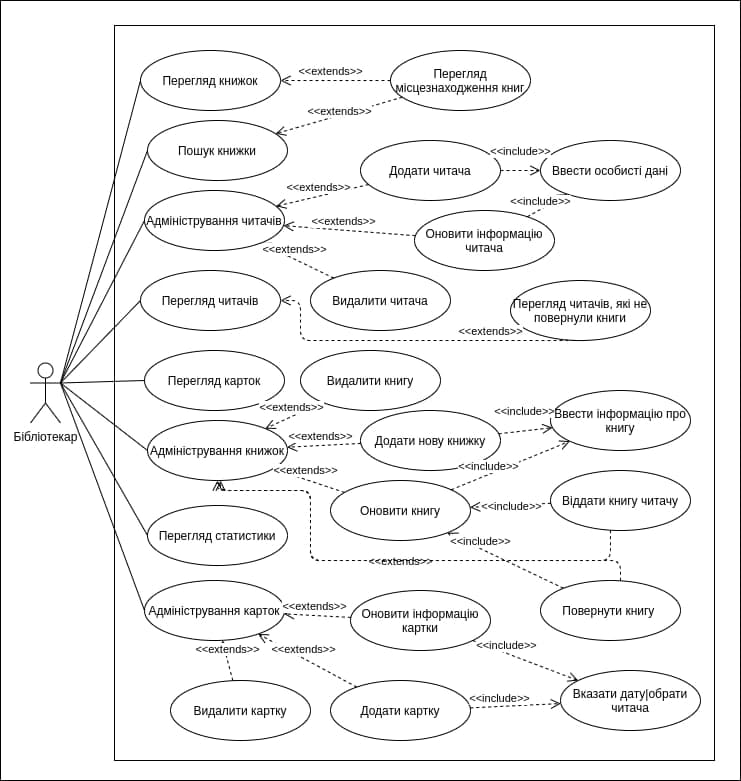 Перегляд книжок
<<extends>>
Перегляд
місцезнаходження книг
<<extends>>
Пошук книжки
<<include>>
Додати читача
Ввести особисті дані
<<extends>>
<<include>>
Адміністрування читачів
<<extends>>
Оновити інформацію
читача
<<extends>>
Перегляд читачів
Видалити читача
Перегляд читачів, які не
повернули книги
<<extends>>
Перегляд карток
Видалити книгу
Бібліотекар
<<extends>>
<<include>>
Ввести інформацію про
книгу
Адміністрування книжок
<<extends>>
Додати нову книжку
<<extends>>
<<include>>
Оновити книгу
<<include>>
Віддати книгу читачу
Перегляд статистики
<<include>>
<<extends>>
Адміністрування карток
<<extends>>
Оновити інформацію
картки
Повернути книгу
<<extends>>
<<extends>>
<<include>>
Видалити картку
Додати картку
<<include>>
Вказати дату|обрати
читача